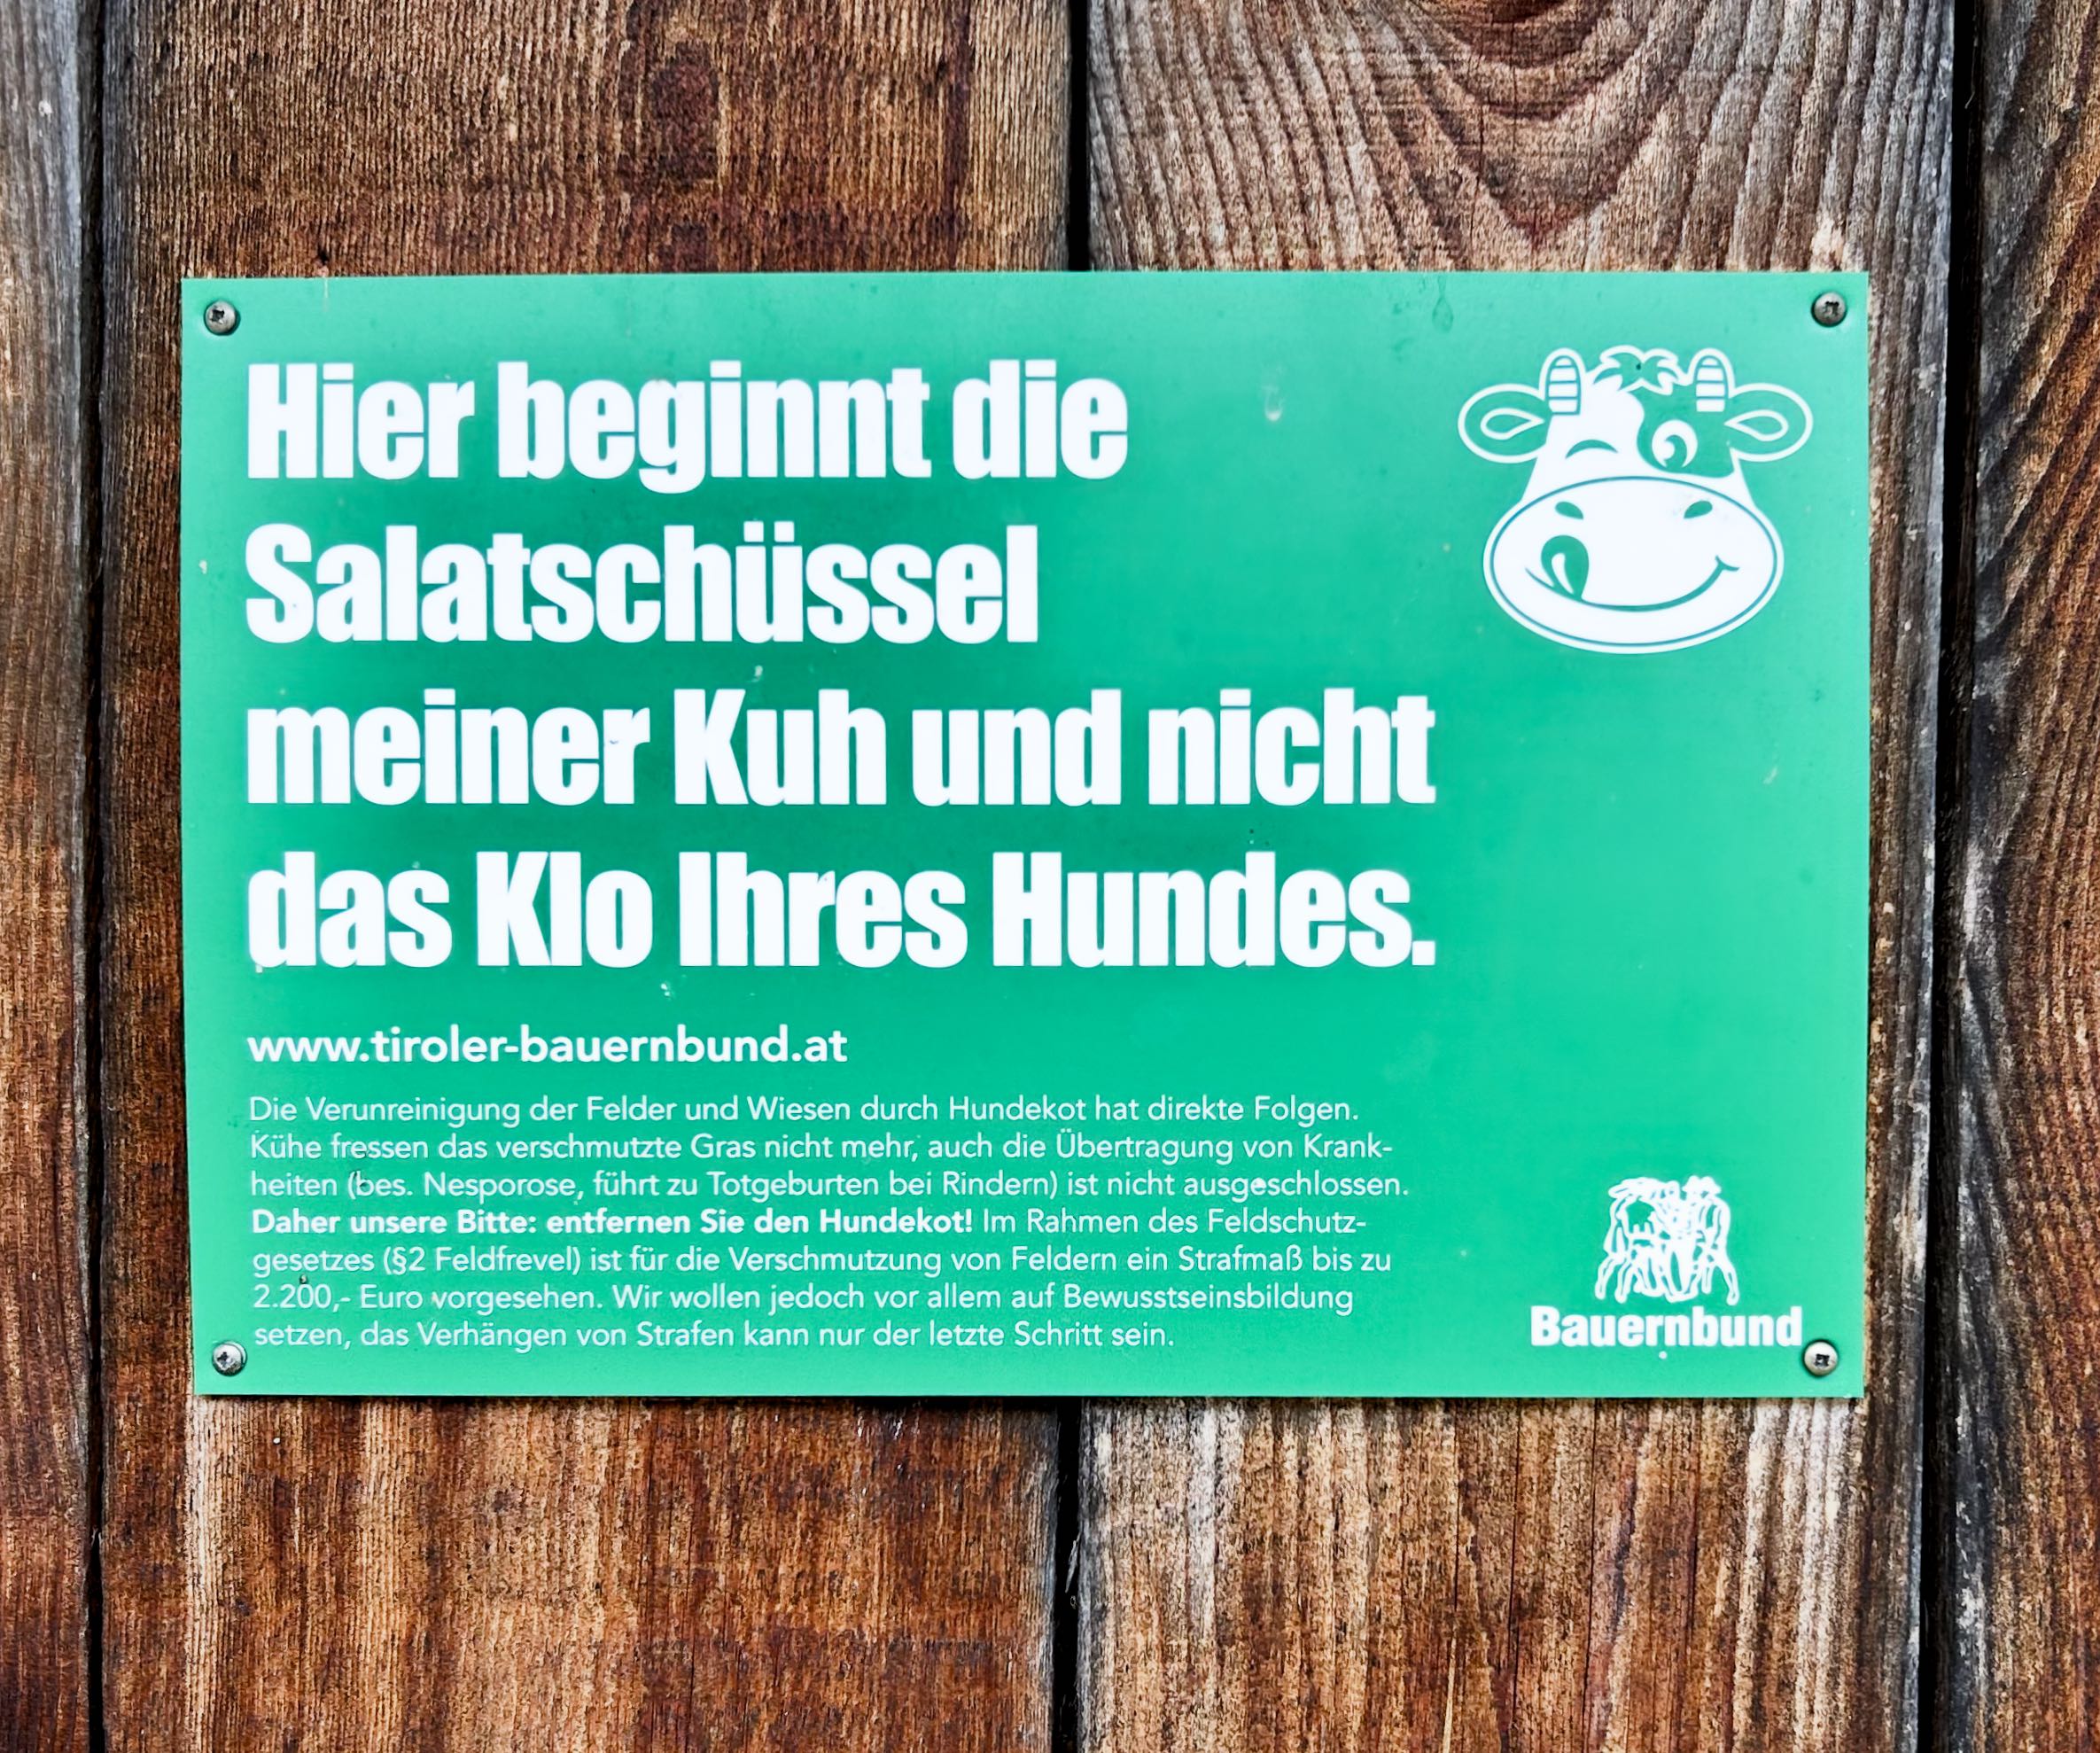 Hier beginnt die
Salatschüssel
meiner Kuh und nicht
das Klo Ihres Hundes.
www.tiroler-bauernbund.at
Die Verunreinigung der Felder und Wiesen durch Hundekot hat direkte Folgen.
Kühe fressen das verschmutzte Gras nicht mehr, auch die Übertragung von Krank-
heiten (bes. Nesporose, führt zu Totgeburten bei Rindern) ist nicht ausgeschlossen.
Daher unsere Bitte: entfernen Sie den Hundekot! Im Rahmen des Feldschutz-
gesetzes (§2 Feldfrevel) ist für die Verschmutzung von Feldern ein Strafmaß bis zu
2.200,- Euro vorgesehen. Wir wollen jedoch vor allem auf Bewusstseinsbildung
setzen, das Verhängen von Strafen kann nur der letzte Schritt sein.
Bauernbund